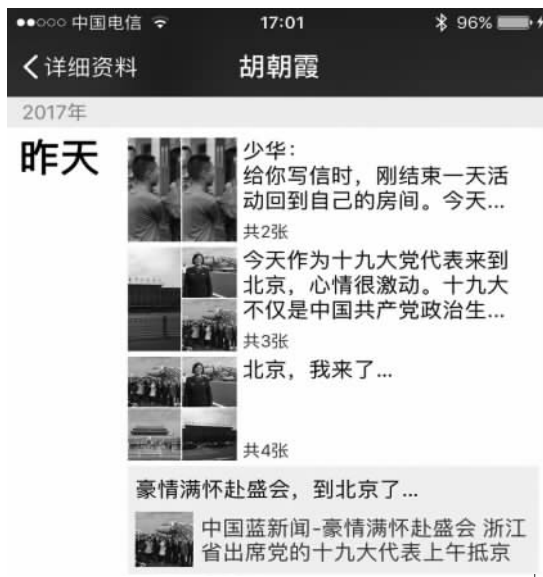 中国电信 17:01 96%
详细资料 胡朝霞
2017年
昨天
少华：
给你写信时，刚结束一天活
动回到自己的房间。今天...
共2张
今天作为十九大党代表来到
北京，心情很激动。十九大
不仅是中国共产党政治生...
共3张
北京，我来了...
共4张
豪情满怀赴盛会，到北京了...
中国蓝新闻-豪情满怀赴盛会 浙江
省出席党的十九大代表上午抵京